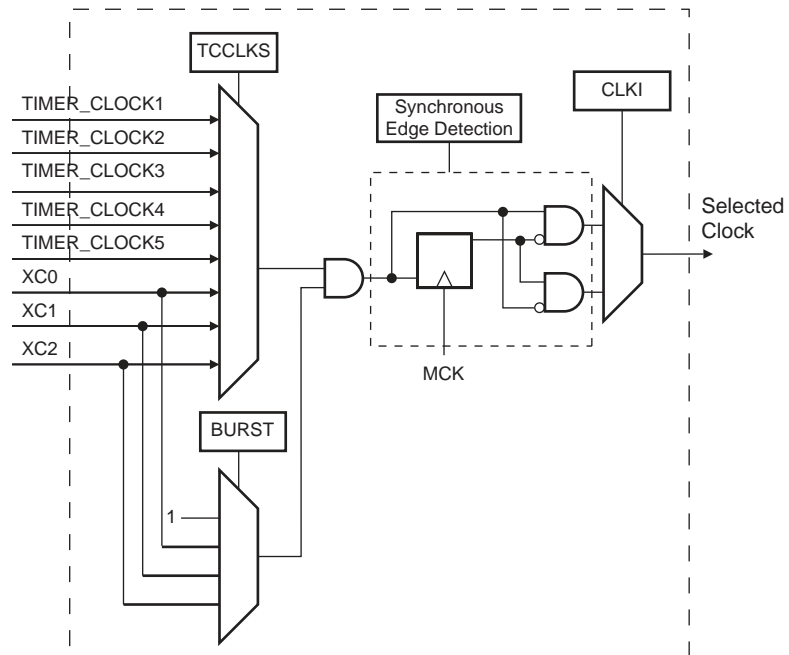 TCCLKS
TIMER_CLOCK1
TIMER_CLOCK2
TIMER_CLOCK3
TIMER_CLOCK4
TIMER_CLOCK5
XC0
XC1
XC2
Synchronous
Edge Detection
CLKI
Selected
Clock
MCK
BURST
1